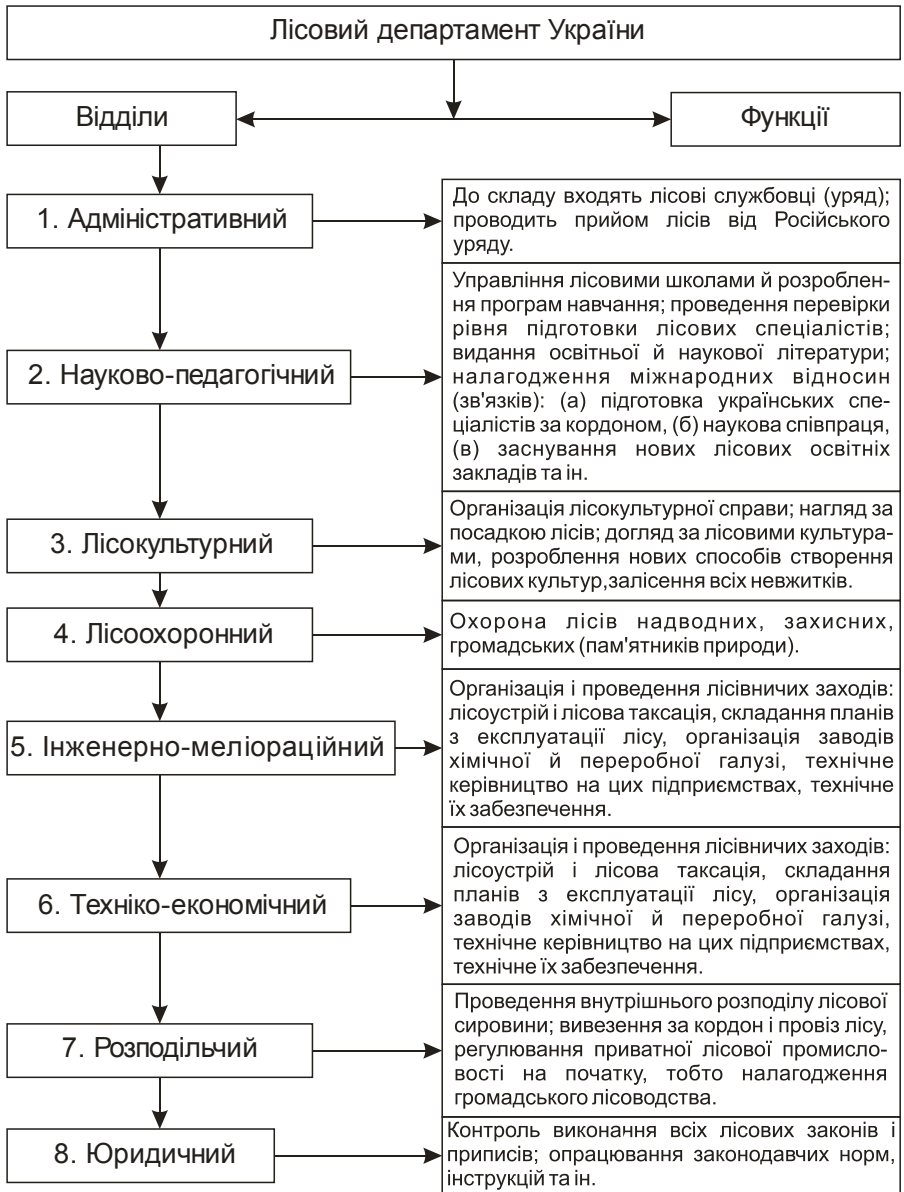 Лісовий департамент України
Відділи
Функції
1. Адміністративний
До складу входять лісові службовці (уряд);
проводить прийом лісів від Російського
уряду.
2. Науково-педагогічний
Управління лісовими школами й розроблен-
ня програм навчання; проведення перевірки
рівня підготовки лісових спеціалістів;
видання освітньої й наукової літератури;
налагодження міжнародних відносин
(зв'язків): (а) підготовка українських спе-
ціалістів за кордоном, (б) наукова співпраця,
(в) заснування нових лісових освітніх
закладів та ін.
3. Лісокультурний
Організація лісокультурної справи; нагляд за
посадкою лісів; догляд за лісовими культура-
ми, розроблення нових способів створення
лісових культур,залісення всіх невжитків.
4. Лісоохоронний
Охорона лісів надводних, захисних,
громадських (пам'ятників природи).
5. Інженерно-меліораційний
Організація і проведення лісівничих заходів:
лісоустрій і лісова таксація, складання планів
з експлуатації лісу, організація заводів
хімічної й переробної галузі, технічне
керівництво на цих підприємствах, технічне
їх забезпечення.
6. Техніко-економічний
Організація і проведення лісівничих заходів:
лісоустрій і лісова таксація, складання
планів з експлуатації лісу, організація
заводів хімічної й переробної галузі,
технічне керівництво на цих підприємствах,
технічне їх забезпечення.
7. Розподільчий
Проведення внутрішнього розподілу лісової
сировини; вивезення за кордон і провіз лісу,
регулювання приватної лісової промисло-
вості на початку, тобто налагодження
громадського лісоводства.
8. Юридичний
Контроль виконання всіх лісових законів і
приписів; опрацювання законодавчих норм,
інструкцій та ін.